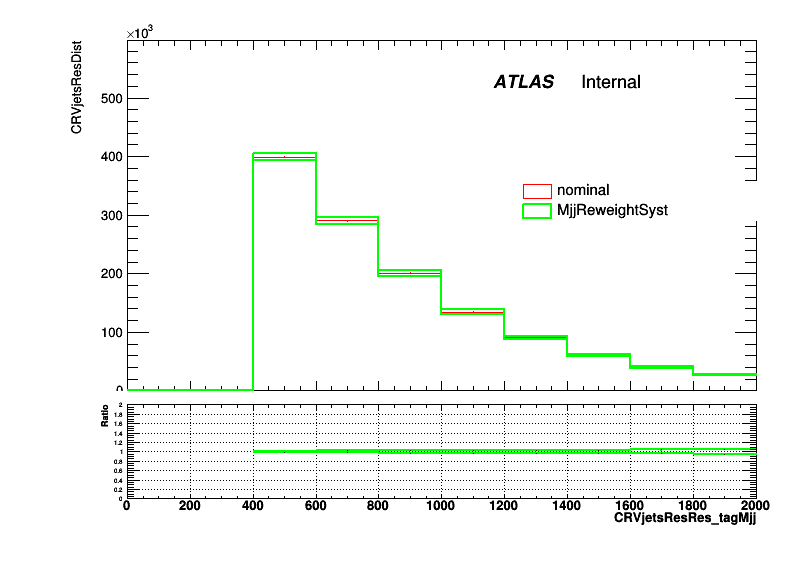 ×10³
CRVjetsResDist
500
400
300
200
100
0
ATLAS Internal
nominal
MjjReweightSyst
Ratio
2
1.8
1.6
1.4
1.2
1
0.8
0.6
0.4
0.2
0
0 200 400 600 800 1000 1200 1400 1600 1800 2000
CRVjetsResRes_tagMjj